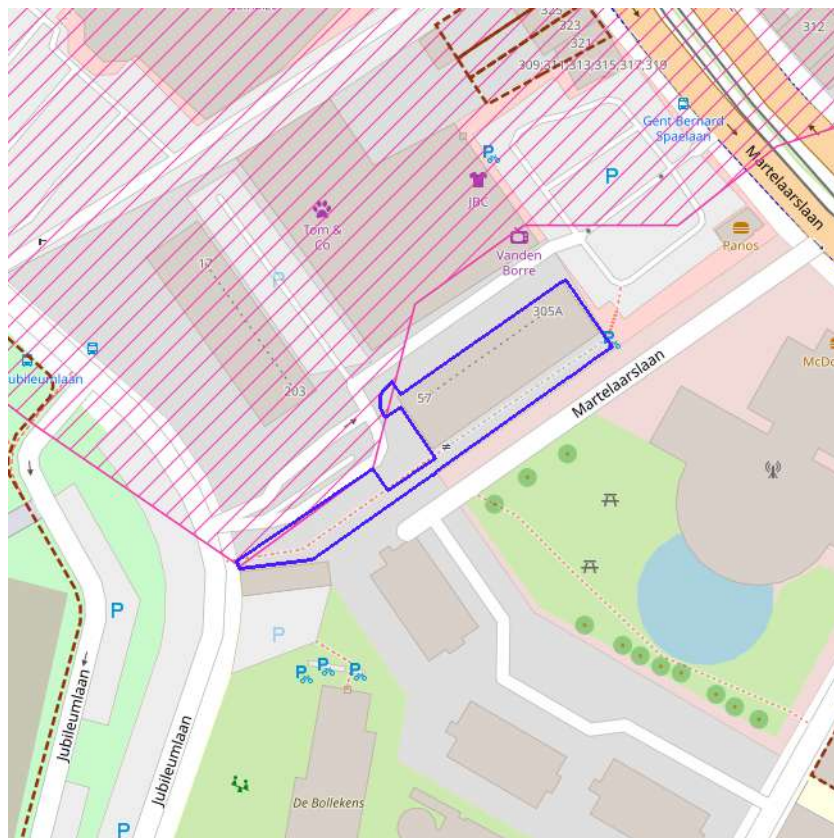 323
321
309;311;313;315;317;319
312
Gent Bernard
Spaelaan
P
Martelaarslaan
JBC
Tom &
Co
P
17
Vanden
Borre
Panos
305A
McDo
57
203
Jubileumlaan
Martelaarslaan
P
P
P
P
P
Jubileumlaan
Jubileumlaan
De Bollekens
P